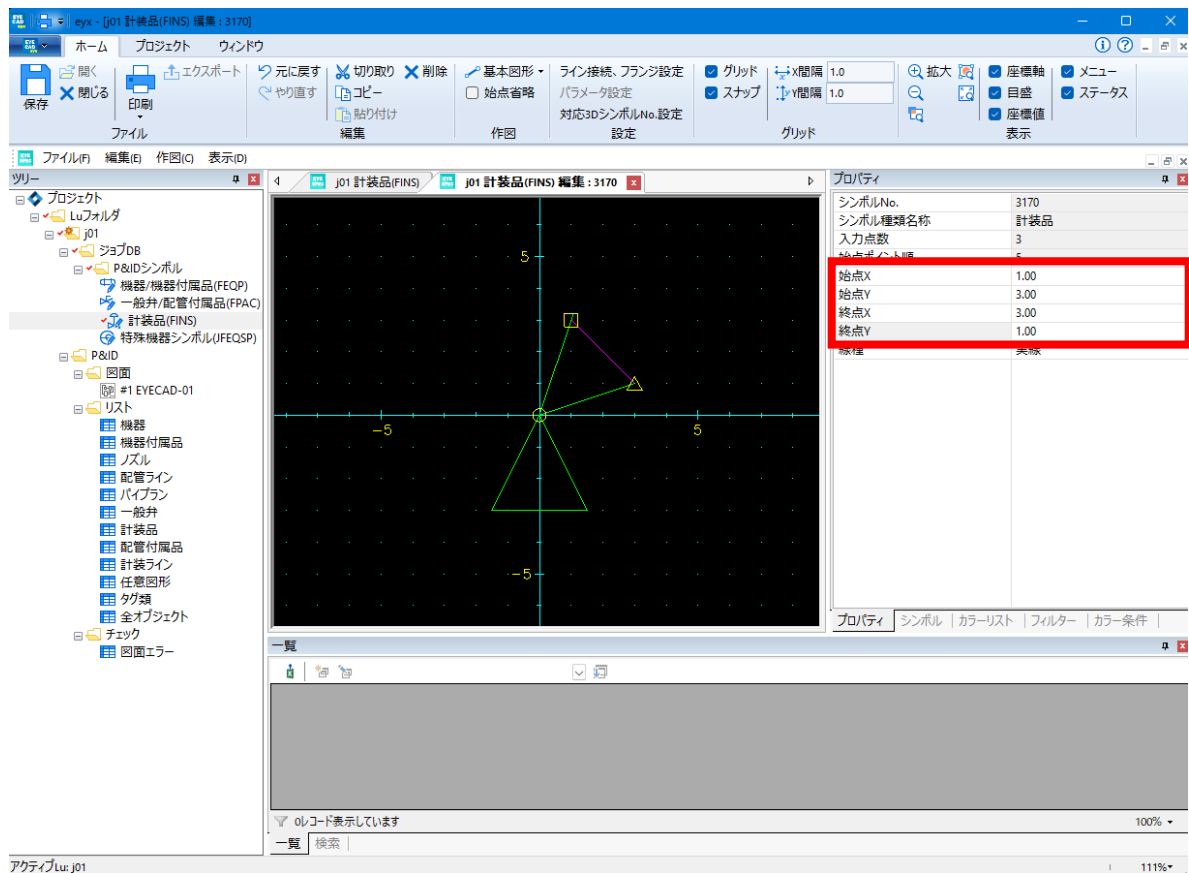 eyx - [j01 計装品(FINS) 編集 : 3170]
ホーム プロジェクト ウィンドウ
開く エクスポート 元に戻す 切り取り 削除 基本図形 ライン接続、フランジ設定 グリッド X間隔 1.0 拡大 座標軸 メニュー
閉じる やり直す コピー 始点省略 パラメータ設定 スナップ Y間隔 1.0 目盛 ステータス
保存 印刷 貼り付け 対応3DシンボルNo.設定 座標値
ファイル 編集 作図 設定 グリッド 表示
ファイル(F) 編集(E) 作図(C) 表示(D)
ツリー
プロジェクト
Luフォルダ
j01
ジョブDB
P&IDシンボル
機器/機器付属品(FEQP)
一般弁/配管付属品(FPAC)
計装品(FINS)
特殊機器シンボル(JFEQSP)
P&ID
図面
#1 EYECAD-01
リスト
機器
機器付属品
ノズル
配管ライン
パイプラン
一般弁
計装品
配管付属品
計装ライン
任意図形
タグ類
全オブジェクト
チェック
図面エラー
j01 計装品(FINS) j01 計装品(FINS) 編集 : 3170
5
-5 5
-5
プロパティ
シンボルNo. 3170
シンボル種類名称 計装品
入力点数 3
始点ポイント順 5
始点X 1.00
始点Y 3.00
終点X 3.00
終点Y 1.00
線種 実線
プロパティ シンボル カラーリスト フィルター カラー条件
一覧
0レコード表示しています 100%
一覧 検索
アクティブLu: j01 111%